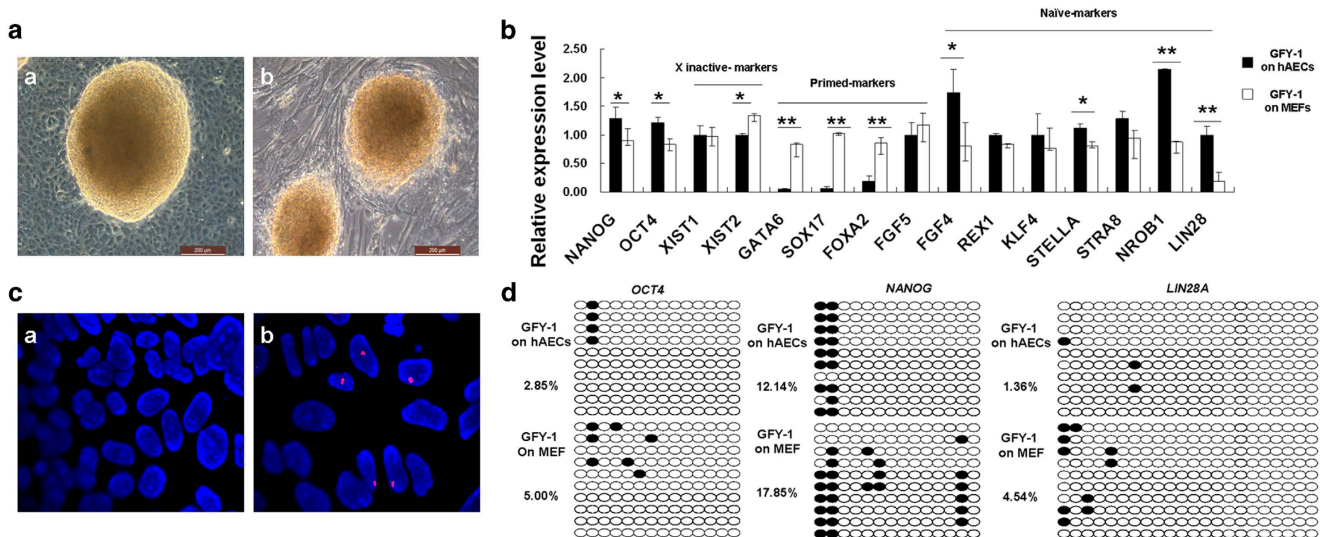 a
a
200 µm
b
200 µm
b
Relative expression level
2.50
2.00
1.50
1.00
0.50
0.00
X inactive- markers
Primed-markers
Naïve-markers
*
*
*
**
**
**
*
*
**
**
NANOG
OCT4
XIST1
XIST2
GATA6
SOX17
FOXA2
FGF5
FGF4
REX1
KLF4
STELLA
STRA8
NROB1
LIN28
GFY-1
on hAECs
GFY-1
on MEFs
c
a
b
d
OCT4
GFY-1
on hAECs
2.85%
GFY-1
On MEF
5.00%
NANOG
GFY-1
on hAECs
12.14%
GFY-1
on MEF
17.85%
LIN28A
GFY-1
on hAECs
1.36%
GFY-1
on MEF
4.54%